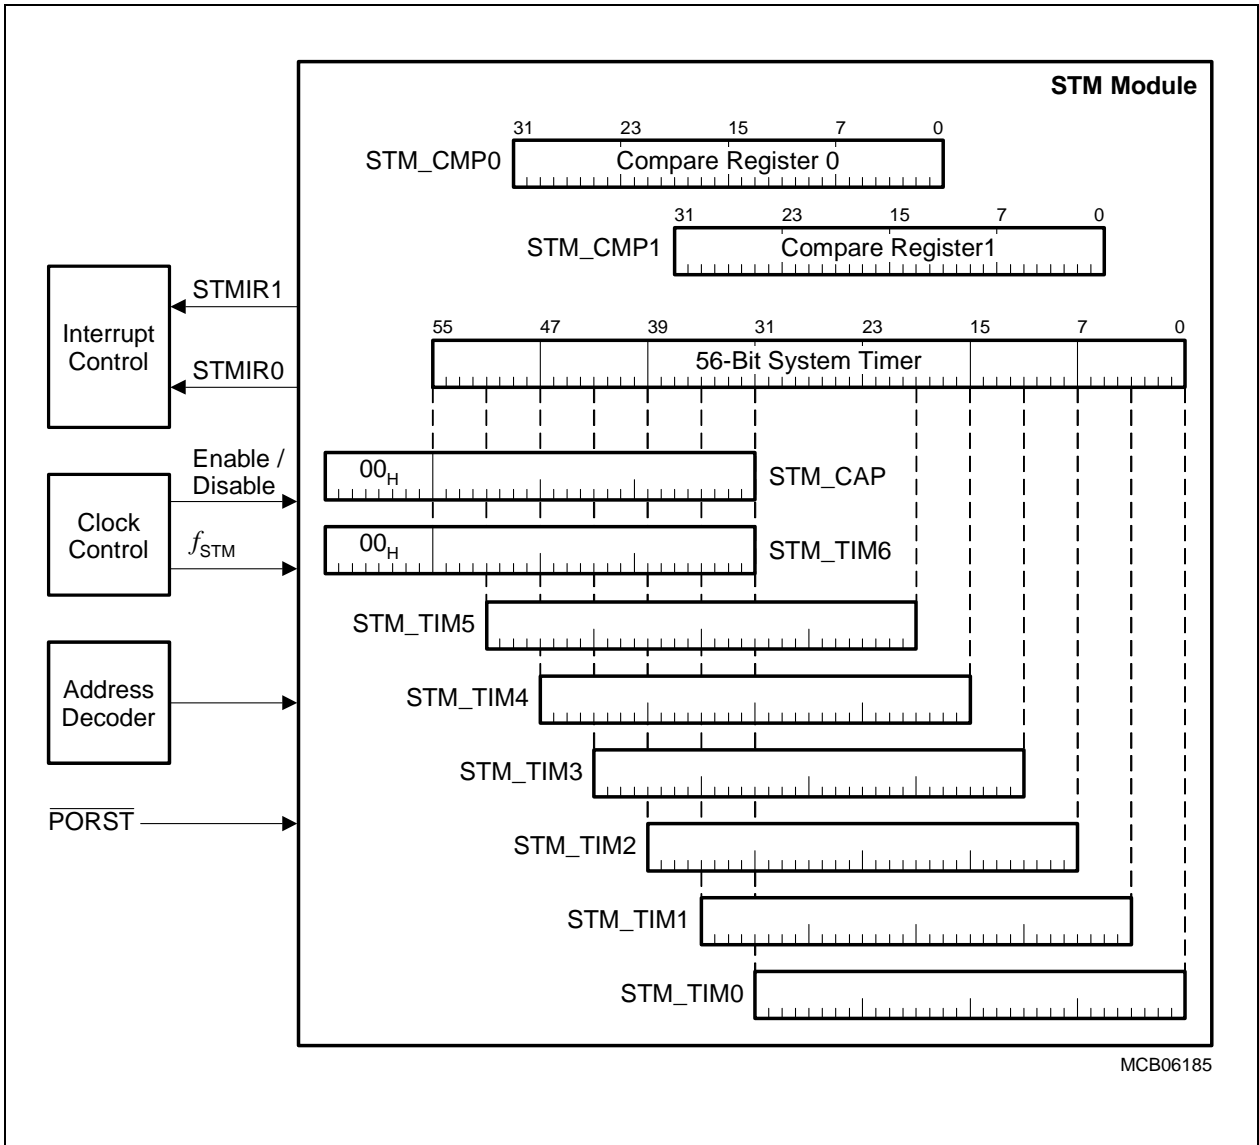 STM Module
31 23 15 7 0
STM_CMP0 Compare Register 0
31 23 15 7 0
STM_CMP1 Compare Register1
Interrupt
Control
STMIR1
STMIR0
55 47 39 31 23 15 7 0
56-Bit System Timer
Clock
Control
Enable /
Disable
fSTM
00H STM_CAP
00H STM_TIM6
STM_TIM5
Address
Decoder
STM_TIM4
STM_TIM3
PORST
STM_TIM2
STM_TIM1
STM_TIM0
MCB06185